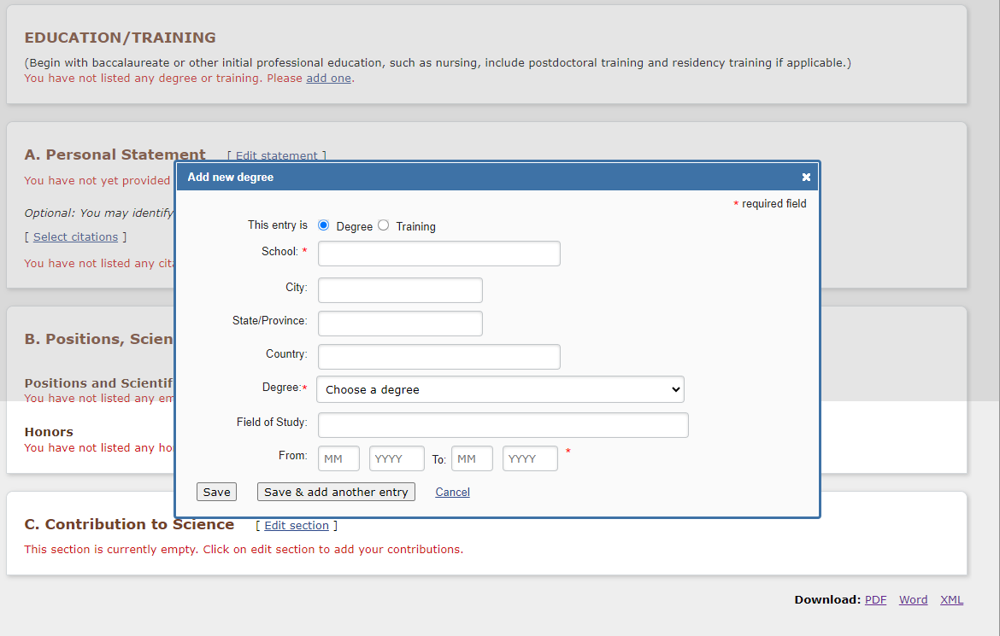 EDUCATION/TRAINING
(Begin with baccalaureate or other initial professional education, such as nursing, include postdoctoral training and residency training if applicable.)
You have not listed any degree or training. Please add one.
A. Personal Statement [ Edit statement ]
You have not yet provided
Optional: You may identify
[ Select citations ]
You have not listed any cita
B. Positions, Scien
Positions and Scientif
You have not listed any em
Honors
You have not listed any ho
Add new degree
* required field
This entry is Degree Training
School: *
City:
State/Province:
Country:
Degree:* Choose a degree
Field of Study:
From: MM YYYY To: MM YYYY *
Save Save & add another entry Cancel
C. Contribution to Science [ Edit section ]
This section is currently empty. Click on edit section to add your contributions.
Download: PDF Word XML